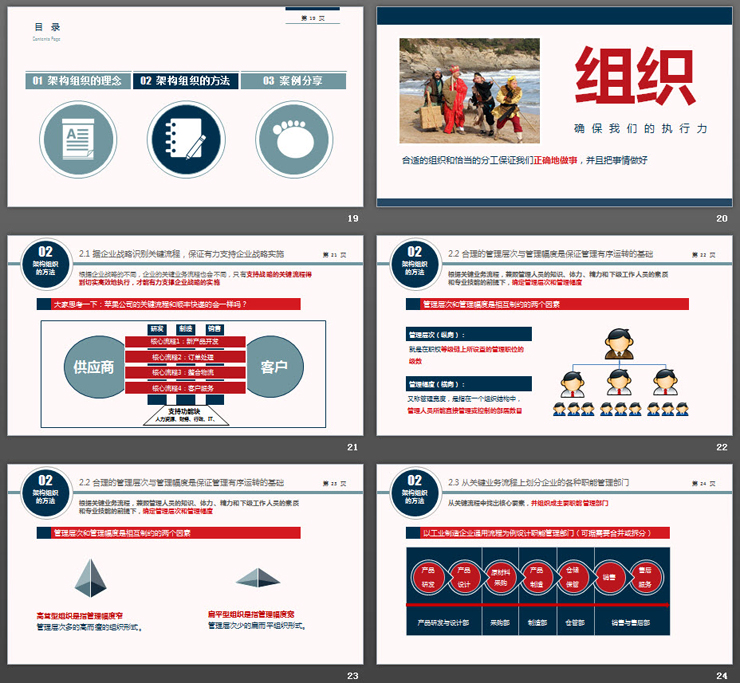 第 19 页
目 录
Contents Page
01 架构组织的理念
02 架构组织的方法
03 案例分享
19
组织
确保我们的执行力
合适的组织和恰当的分工保证我们正确地做事，并且把事情做好
20
02
架构组织
的方法
2.1 据企业战略识别关键流程，保证有力支持企业战略实施
第 21 页
根据企业战略的不同，企业的关键业务流程也会不同，只有支持战略的关键流程得
到切实高效地执行，才能有力支撑企业战略的实施
大家思考一下：苹果公司的关键流程和顺丰快递的会一样吗？
研发
制造
销售
供应商
核心流程1：新产品开发
核心流程2：订单处理
核心流程3：整合物流
核心流程4：客户服务
客户
支持功能块
人力资源、财务、行政、IT、
21
02
架构组织
的方法
2.2 合理的管理层次与管理幅度是保证管理有序运转的基础
第 22 页
根据关键业务流程，兼顾管理人员的知识、体力、精力和下级工作人员的素质
和专业技能的前提下，确定管理层次和管理幅度
管理层次和管理幅度是相互制约的两个因素
管理层次（纵向）：
就是在职权等级链上所设置的管理职位的
级数
管理幅度（横向）：
又称管理宽度，是指在一个组织结构中，
管理人员所能直接管理或控制的部属数目
22
02
架构组织
的方法
2.2 合理的管理层次与管理幅度是保证管理有序运转的基础
第 23 页
根据关键业务流程，兼顾管理人员的知识、体力、精力和下级工作人员的素质
和专业技能的前提下，确定管理层次和管理幅度
管理层次和管理幅度是相互制约的两个因素
高耸型组织是指管理幅度窄
管理层次多的高而瘦的组织形式。
扁平型组织是指管理幅度宽
管理层次少的扁而平组织形式。
23
02
架构组织
的方法
2.3 从关键业务流程上划分企业的各种职能管理部门
第 24 页
从关键流程中找出核心要素，并组织成主要职能管理部门
以工业制造企业通用流程为例设计职能管理部门（可据需要合并或拆分）
产品
研发
产品
设计
原材料
采购
产品
制造
仓储
保管
销售
售后
服务
产品研发与设计部
采购部
制造部
仓管部
销售与售后部
24